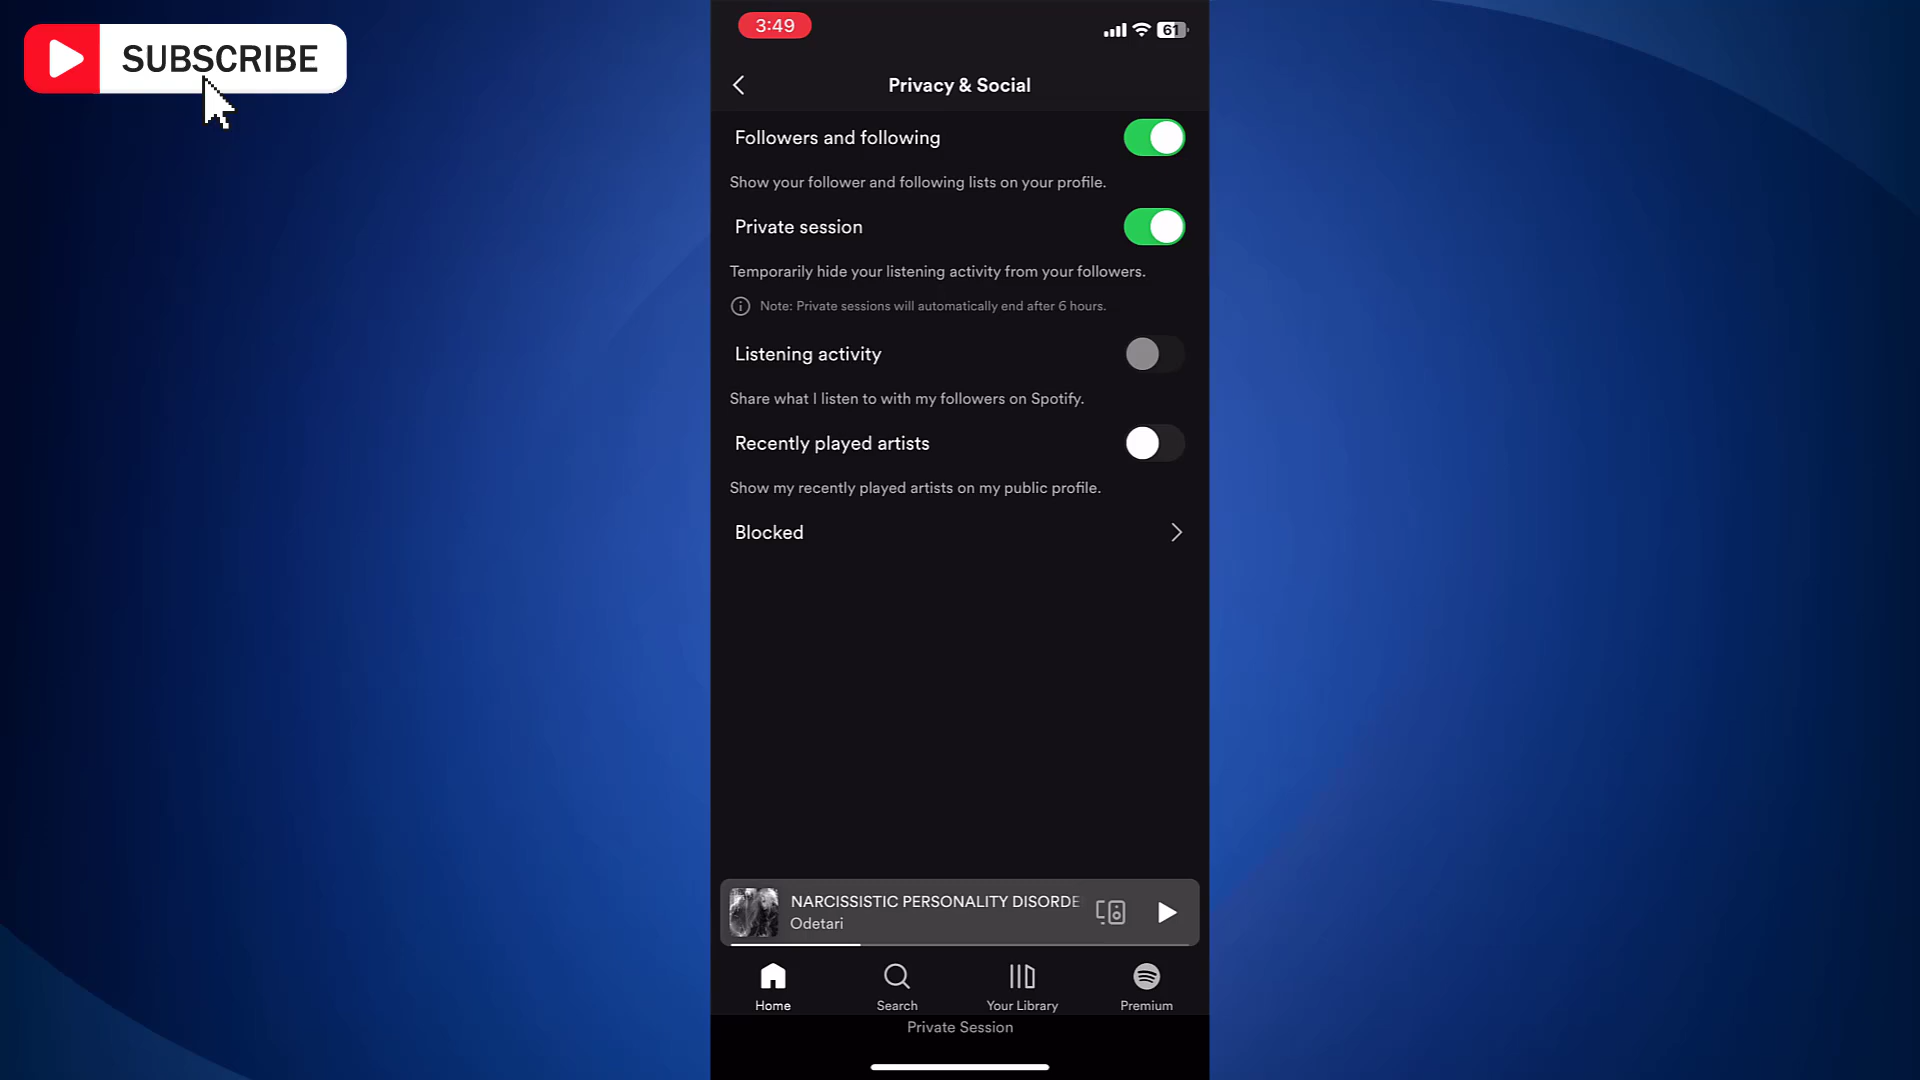 SUBSCRIBE
3:49
61
Privacy & Social
Followers and following
Show your follower and following lists on your profile.
Private session
Temporarily hide your listening activity from your followers.
Note: Private sessions will automatically end after 6 hours.
Listening activity
Share what I listen to with my followers on Spotify.
Recently played artists
Show my recently played artists on my public profile.
Blocked
NARCISSISTIC PERSONALITY DISORDE
Odetari
Home
Search
Your Library
Premium
Private Session